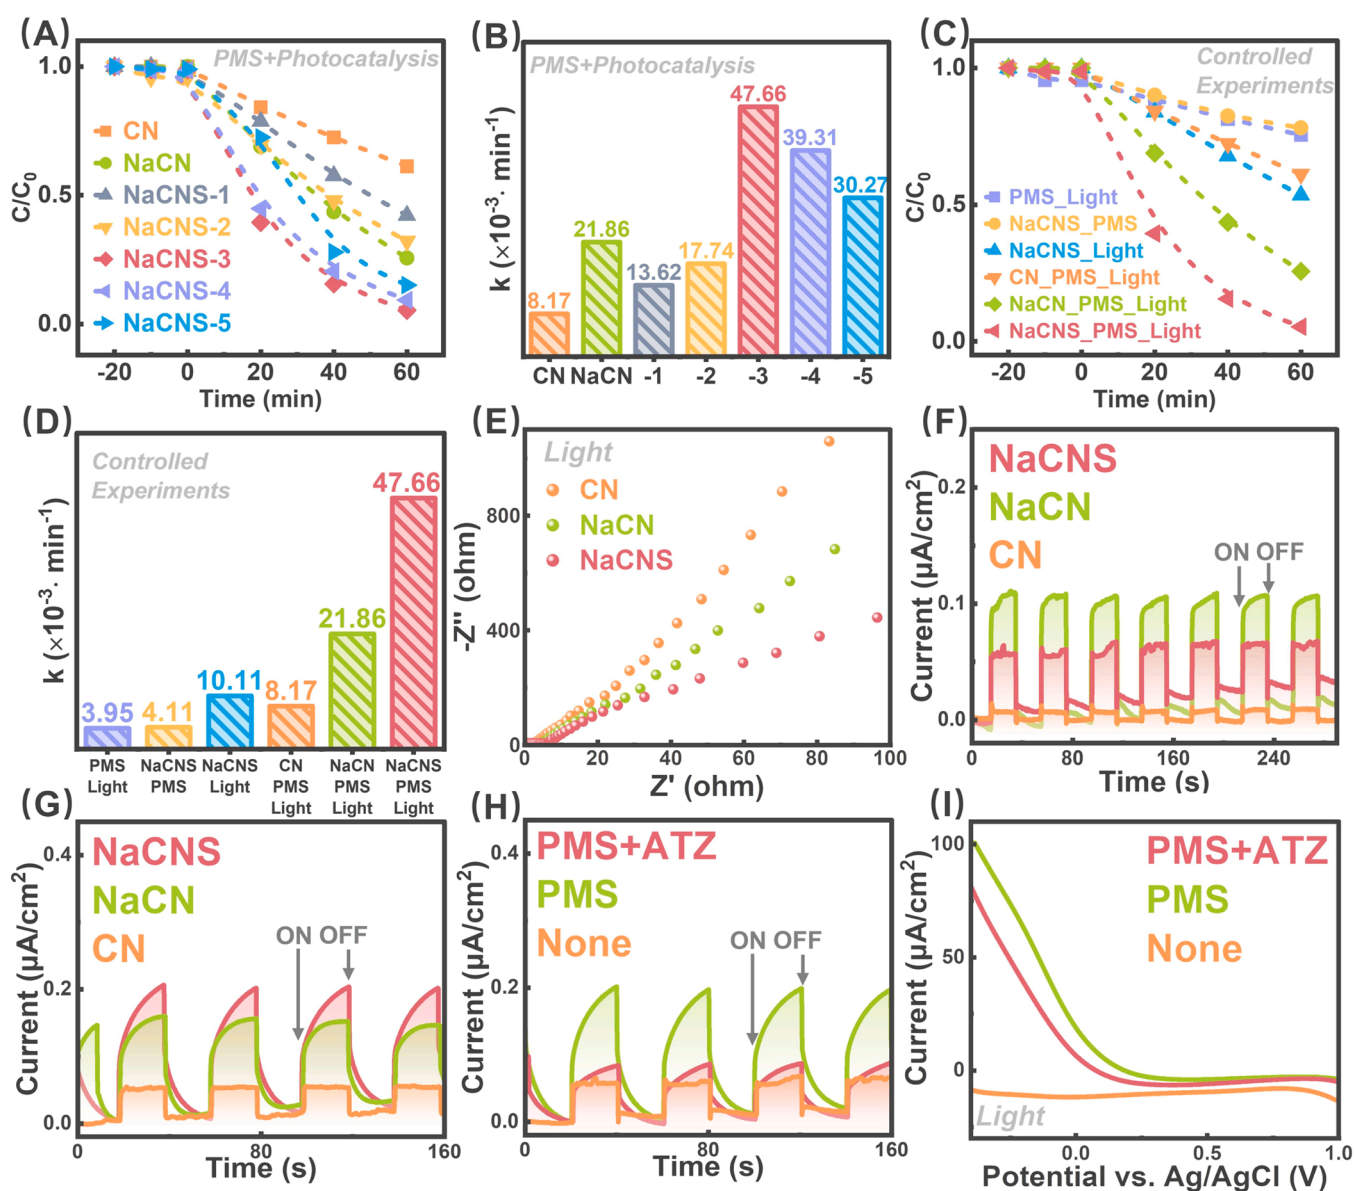 (A)
PMS+Photocatalysis
1.0
0.5
0.0
C/C₀
CN
NaCN
NaCNS-1
NaCNS-2
NaCNS-3
NaCNS-4
NaCNS-5
-20 0 20 40 60
Time (min)
(B)
PMS+Photocatalysis
k (×10⁻³· min⁻¹)
8.17
21.86
13.62
17.74
47.66
39.31
30.27
CN NaCN -1 -2 -3 -4 -5
(C)
Controlled
Experiments
1.0
0.5
0.0
C/C₀
PMS_Light
NaCNS_PMS
NaCNS_Light
CN_PMS_Light
NaCN_PMS_Light
NaCNS_PMS_Light
-20 0 20 40 60
Time (min)
(D)
Controlled
Experiments
k (×10⁻³· min⁻¹)
3.95
4.11
10.11
8.17
21.86
47.66
PMS
Light
NaCNS
PMS
NaCNS
Light
CN
PMS
Light
NaCN
PMS
Light
NaCNS
PMS
Light
(E)
Light
CN
NaCN
NaCNS
800
400
0
-Z" (ohm)
0 20 40 60 80 100
Z' (ohm)
(F)
NaCNS
NaCN
CN
ON OFF
0.2
0.1
0.0
Current (μA/cm²)
0 80 160 240
Time (s)
(G)
NaCNS
NaCN
CN
ON OFF
0.4
0.2
0.0
Current (μA/cm²)
0 80 160
Time (s)
(H)
PMS+ATZ
PMS
None
ON OFF
0.4
0.2
0.0
Current (μA/cm²)
0 80 160
Time (s)
(I)
PMS+ATZ
PMS
None
100
50
0
Current (μA/cm²)
Light
0.0 0.5 1.0
Potential vs. Ag/AgCl (V)